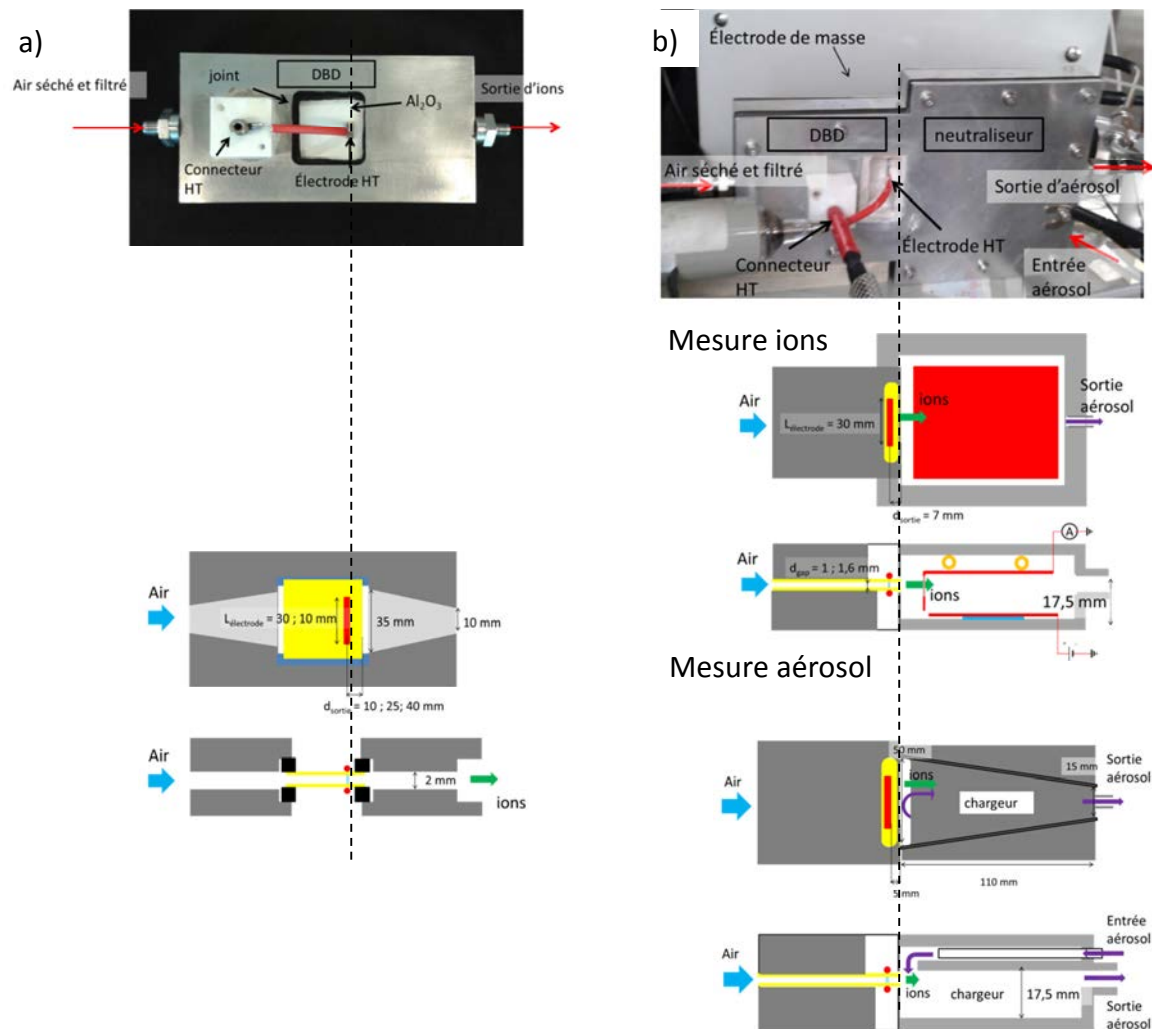 a)
Air séché et filtré
joint
DBD
Al₂O₃
Sortie d'ions
Connecteur
HT
Électrode HT
b)
Électrode de masse
DBD
neutraliseur
Air séché et filtré
Sortie d'aérosol
Électrode HT
Connecteur
HT
Entrée
aérosol
Mesure ions
Air
ions
Sortie
aérosol
Lélectrode = 30 mm
dsortie = 7 mm
A
dgap = 1 ; 1,6 mm
ions
17,5 mm
Air
Lélectrode = 30 ; 10 mm
35 mm
10 mm
dsortie = 10 ; 25; 40 mm
Air
2 mm
ions
Mesure aérosol
50 mm
Air
ions
15 mm
Sortie
aérosol
chargeur
5 mm
110 mm
Entrée
aérosol
Air
ions
chargeur
17,5 mm
Sortie
aérosol